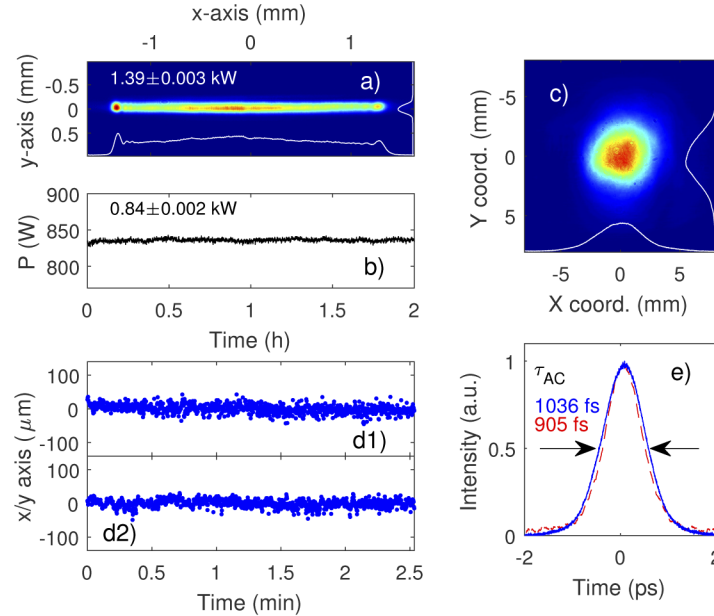 x-axis (mm)
-1 0 1
y-axis (mm)
-0.5
0
0.5
1.39±0.003 kW
a)
P (W)
900
850
800
0.84±0.002 kW
b)
0 0.5 1 1.5 2
Time (h)
x/y axis (μm)
100
0
-100
d1)
100
0
-100
d2)
0 0.5 1 1.5 2 2.5
Time (min)
Y coord. (mm)
-5
0
5
c)
-5 0 5
X coord. (mm)
Intensity (a.u.)
1
0.5
0
τAC
1036 fs
905 fs
e)
-2 0 2
Time (ps)